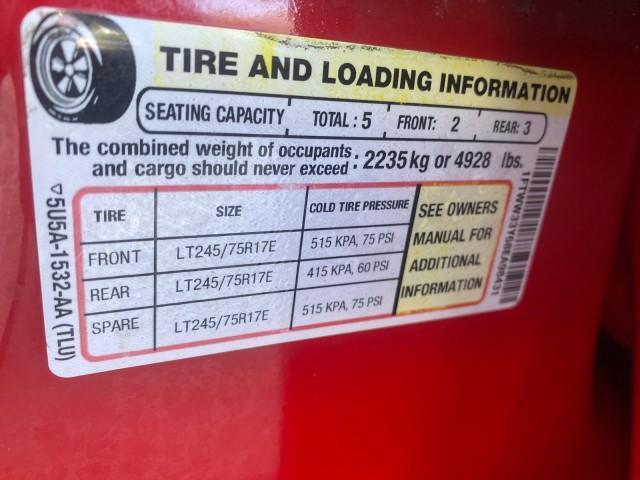 TIRE AND LOADING INFORMATION
SEATING CAPACITY TOTAL : 5 FRONT: 2 REAR: 3
The combined weight of occupants
and cargo should never exceed : 2235 kg or 4928 lbs.
TIRE SIZE COLD TIRE PRESSURE
FRONT LT245/75R17E 515 KPA, 75 PSI
REAR LT245/75R17E 415 KPA, 60 PSI
SPARE LT245/75R17E 515 KPA, 75 PSI
SEE OWNERS
MANUAL FOR
ADDITIONAL
INFORMATION
5U5A-1532-AA (TLU)